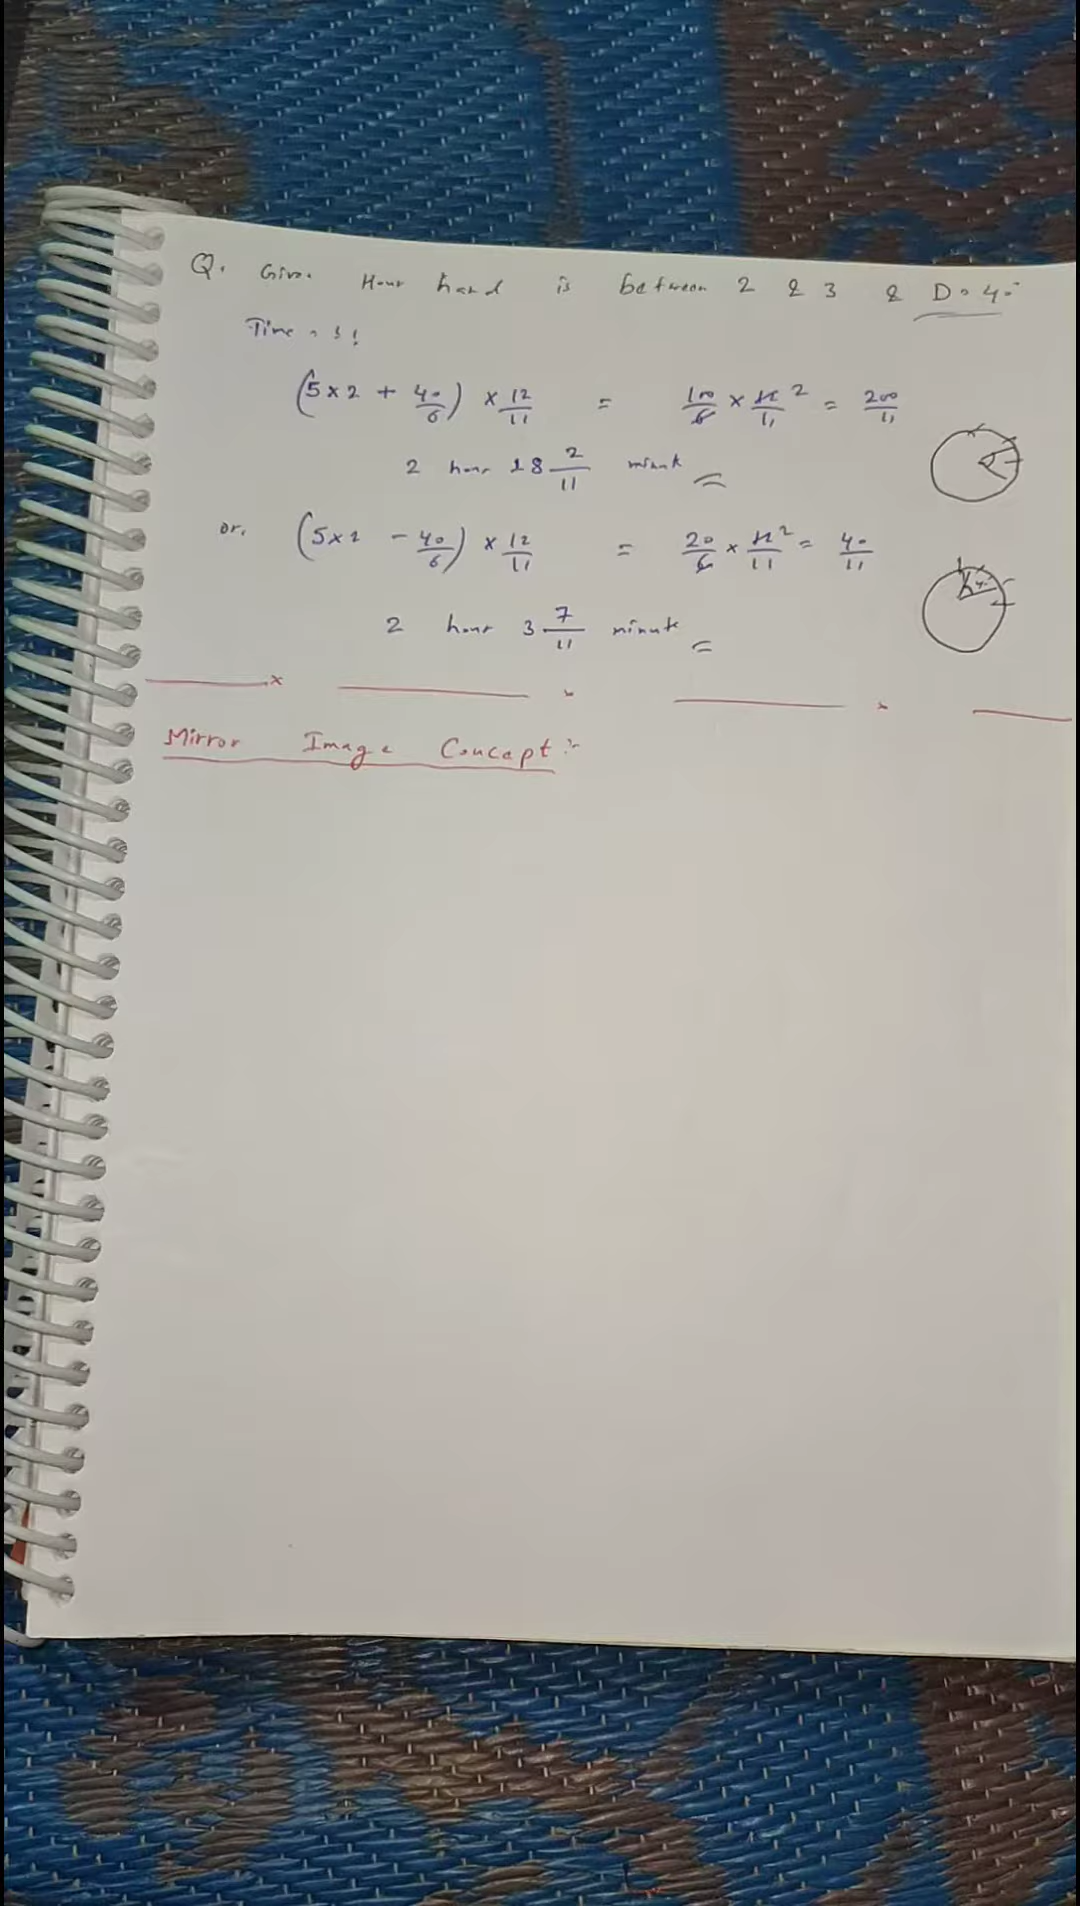 Q. Given Hour hand is between 2 & 3 & D = 40°
Time = ?
(5×2 + 40/6) × 12/11 = 100/6 × 12/11 2 = 200/11
2 hour 18 2/11 minute
or, (5×2 - 40/6) × 12/11 = 20/6 × 12/11 2 = 40/11
2 hour 3 7/11 minute
Mirror Image Concept :-